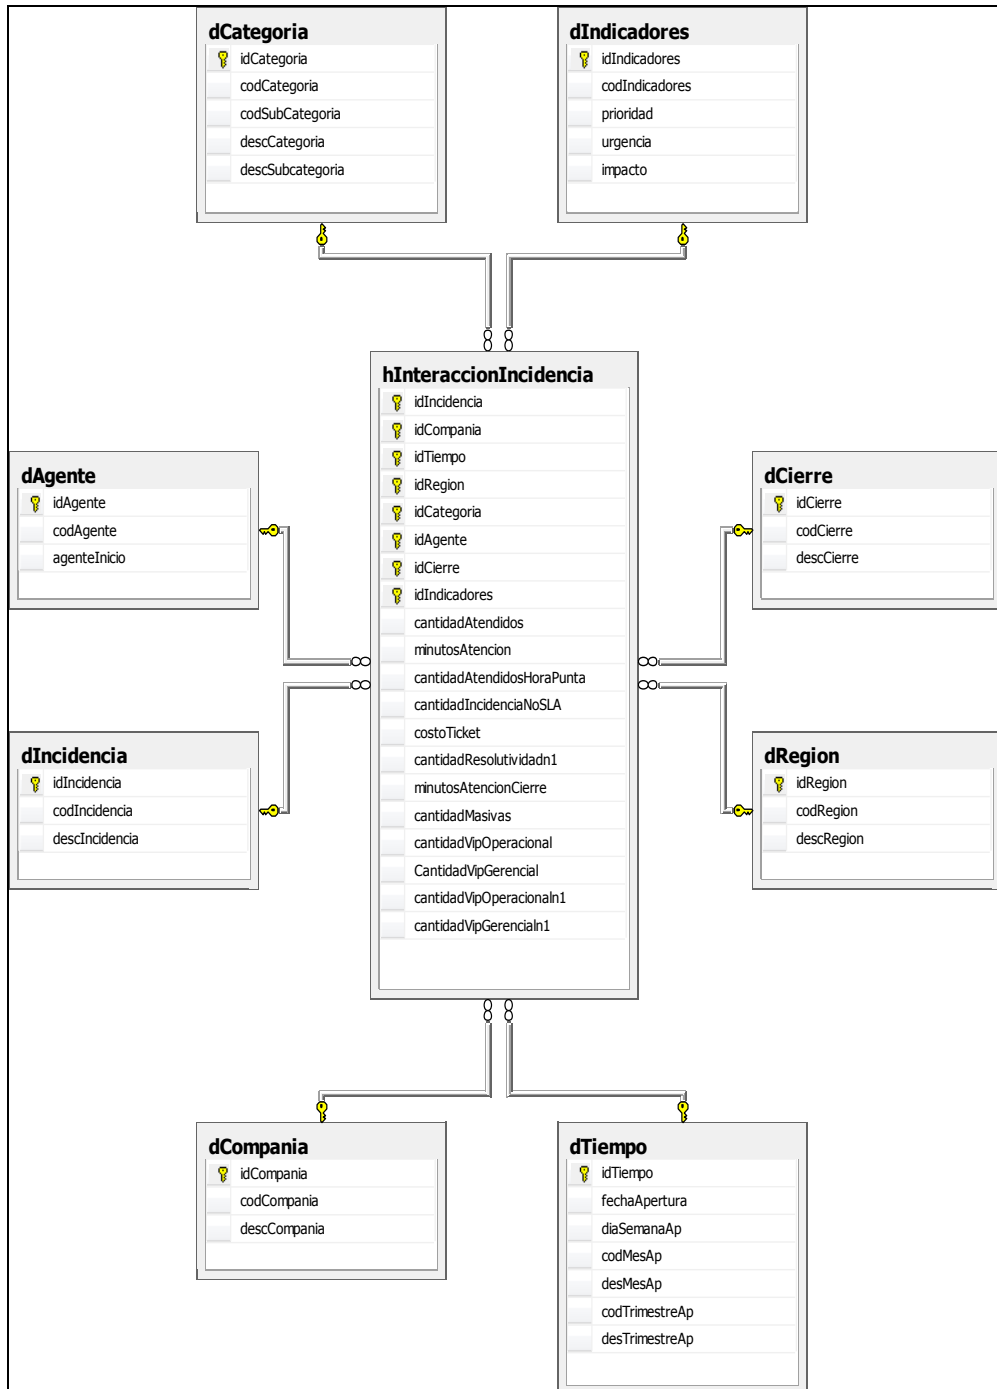 dCategoria
idCategoria
codCategoria
codSubCategoria
descCategoria
descSubcategoria
dIndicadores
idIndicadores
codIndicadores
prioridad
urgencia
impacto
hInteraccionIncidencia
idIncidencia
idCompania
idTiempo
idRegion
idCategoria
idAgente
idCierre
idIndicadores
cantidadAtendidos
minutosAtencion
cantidadAtendidosHoraPunta
cantidadIncidenciaNoSLA
costoTicket
cantidadResolutividadn1
minutosAtencionCierre
cantidadMasivas
cantidadVipOperacional
CantidadVipGerencial
cantidadVipOperacionaln1
cantidadVipGerencialn1
dAgente
idAgente
codAgente
agenteInicio
dCierre
idCierre
codCierre
descCierre
dIncidencia
idIncidencia
codIncidencia
descIncidencia
dRegion
idRegion
codRegion
descRegion
dCompania
idCompania
codCompania
descCompania
dTiempo
idTiempo
fechaApertura
diaSemanaAp
codMesAp
desMesAp
codTrimestreAp
desTrimestreAp